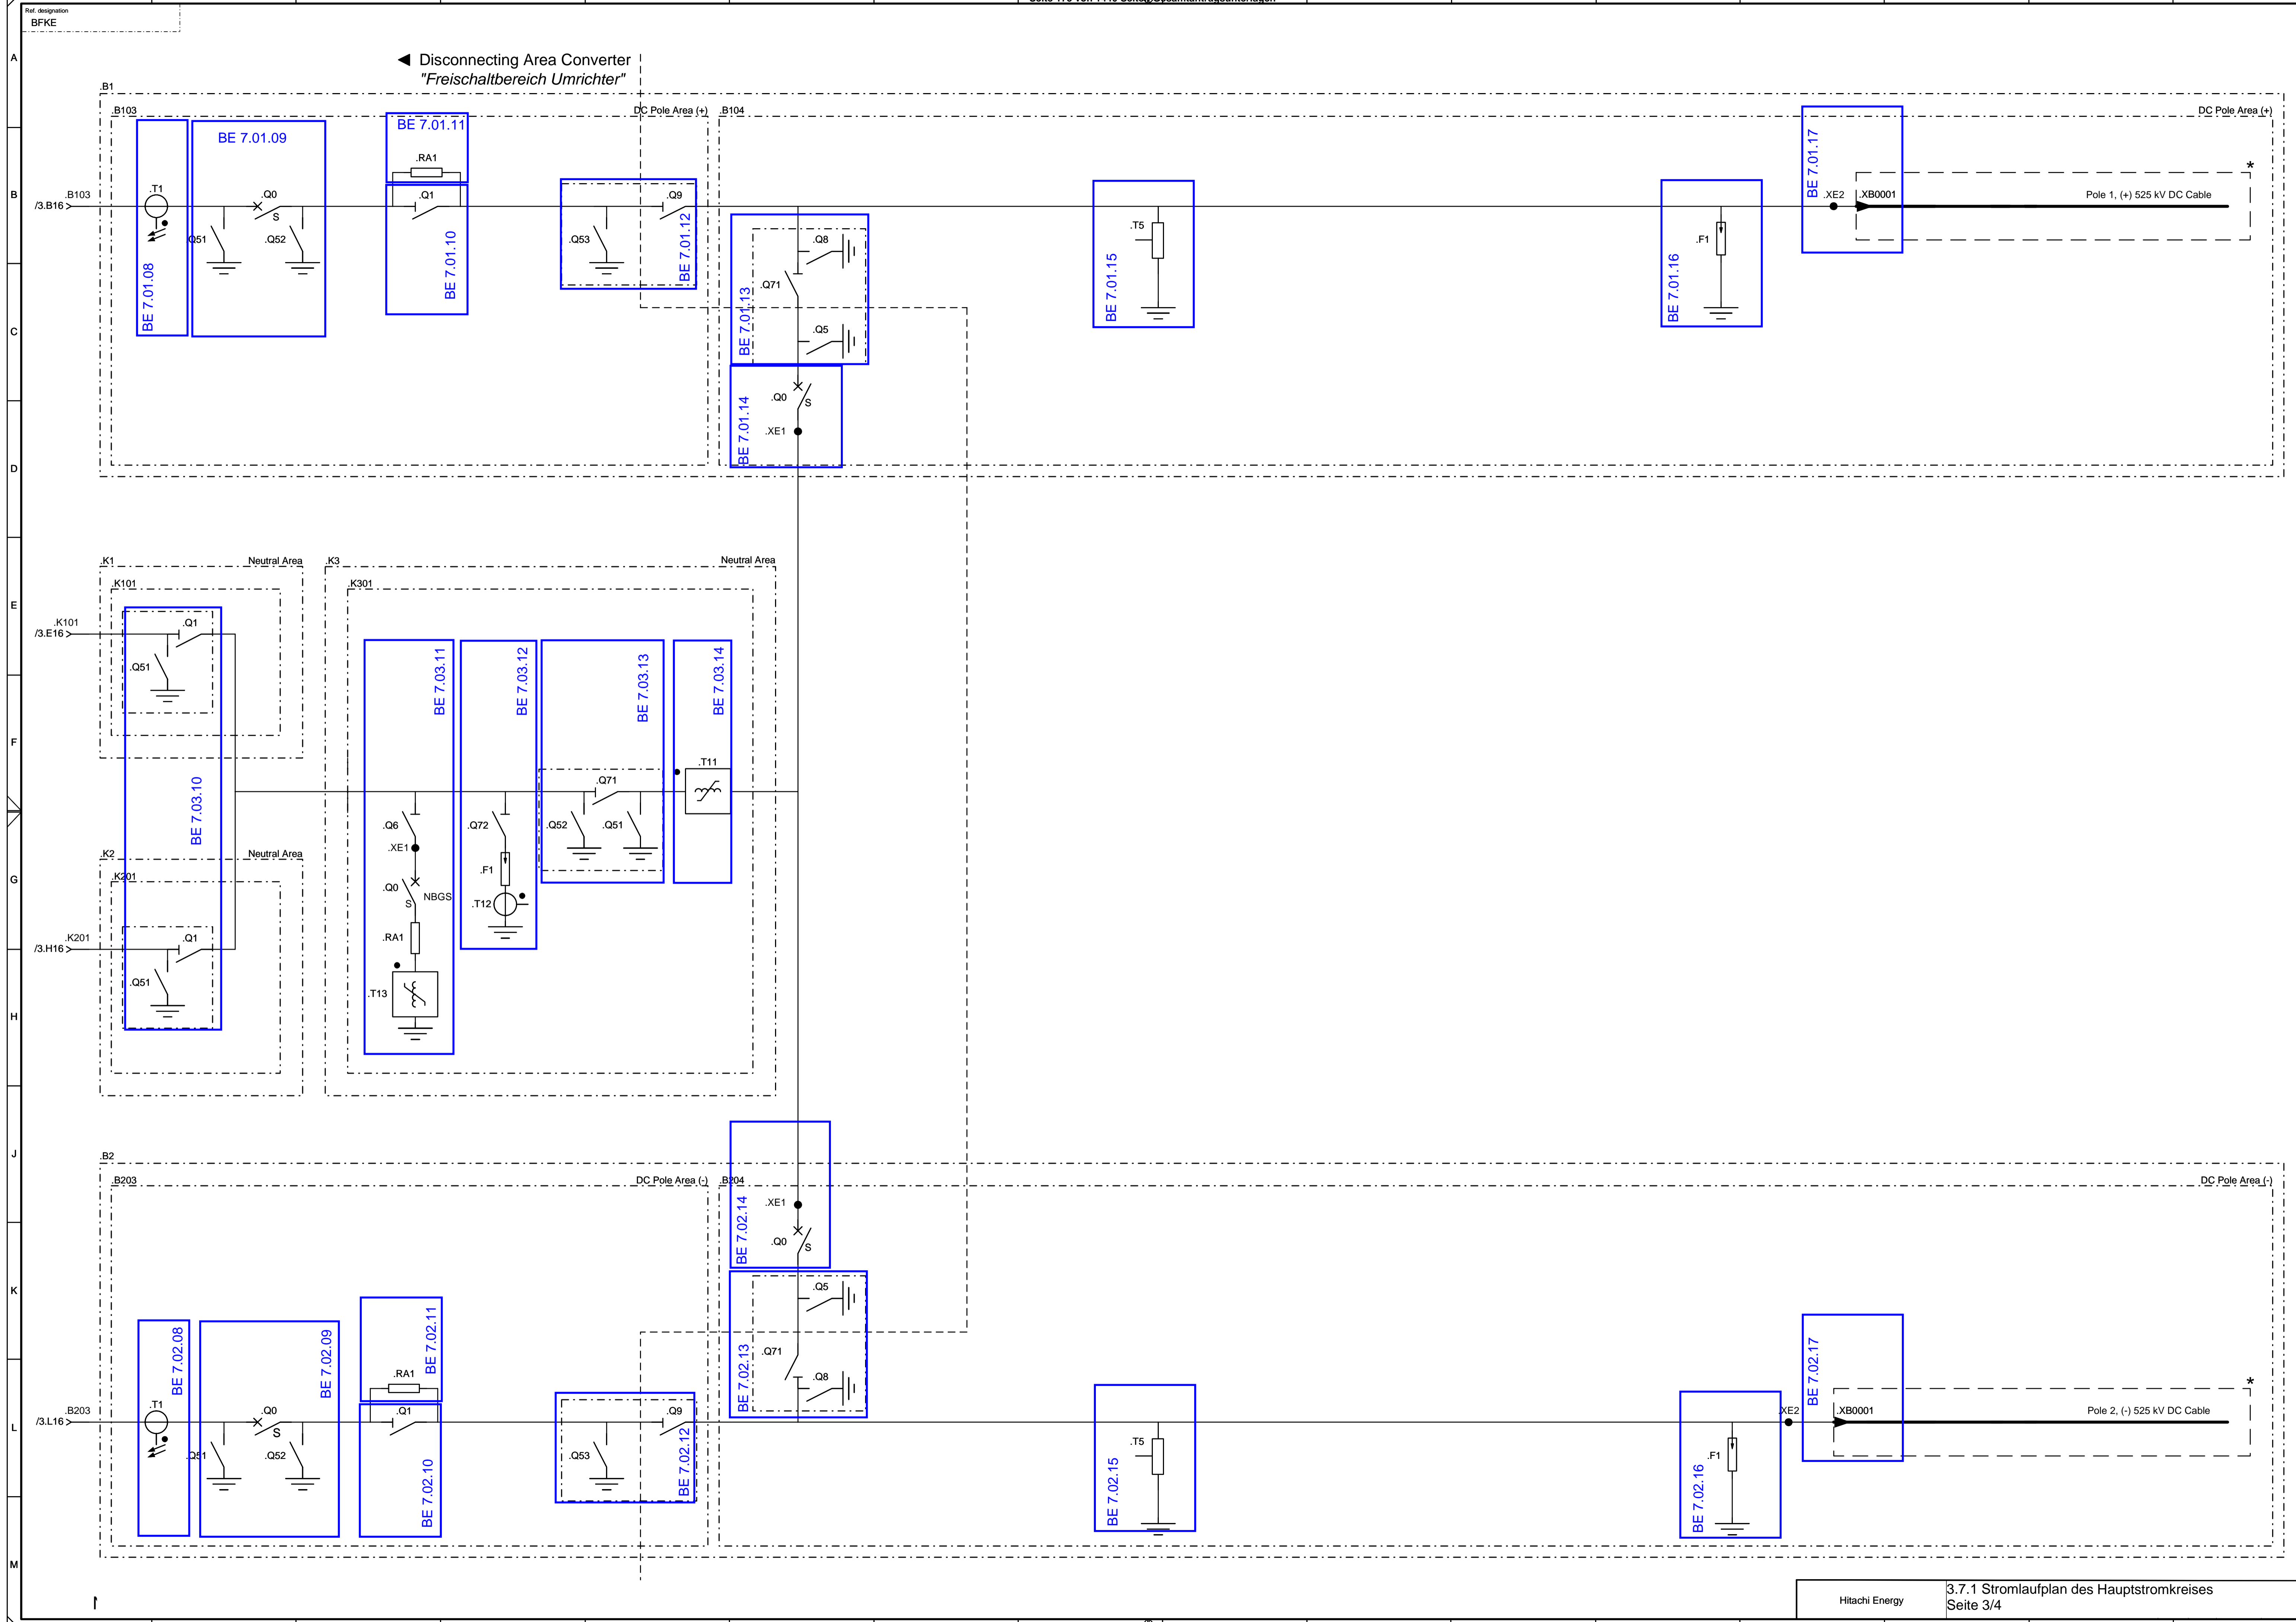 Ref. designation
BFKE
◄ Disconnecting Area Converter
"Freischaltbereich Umrichter"
.B1
.B103
DC Pole Area (+)
.B104
DC Pole Area (+)
A
B
C
D
E
F
G
H
J
K
L
M
BE 7.01.08
BE 7.01.09
BE 7.01.11
BE 7.01.10
BE 7.01.12
BE 7.01.13
BE 7.01.14
BE 7.01.15
BE 7.01.16
BE 7.01.17
.B103
/3.B16
.T1
.Q51
.Q0
S
.Q52
.RA1
.Q1
.Q53
.Q9
.Q8
.Q71
.Q5
.Q0
S
.XE1
.T5
.F1
.XE2
.XB0001
Pole 1, (+) 525 kV DC Cable
*
.K1
Neutral Area
.K101
.K101
/3.E16
.Q1
.Q51
BE 7.03.10
.K2
Neutral Area
.K201
.K201
/3.H16
.Q1
.Q51
.K3
Neutral Area
.K301
BE 7.03.11
BE 7.03.12
BE 7.03.13
BE 7.03.14
.Q6
.XE1
.Q0
S
NBGS
.RA1
.T13
.Q72
.F1
.T12
.Q71
.Q52
.Q51
.T11
.B2
.B203
DC Pole Area (-)
.B204
DC Pole Area (-)
BE 7.02.14
.XE1
.Q0
S
.Q5
.Q71
.Q8
BE 7.02.13
BE 7.02.08
BE 7.02.09
BE 7.02.11
BE 7.02.10
BE 7.02.12
BE 7.02.15
BE 7.02.16
BE 7.02.17
.B203
/3.L16
.T1
.Q51
.Q0
S
.Q52
.RA1
.Q1
.Q53
.Q9
.T5
.F1
.XE2
.XB0001
Pole 2, (-) 525 kV DC Cable
*
Hitachi Energy
3.7.1 Stromlaufplan des Hauptstromkreises
Seite 3/4